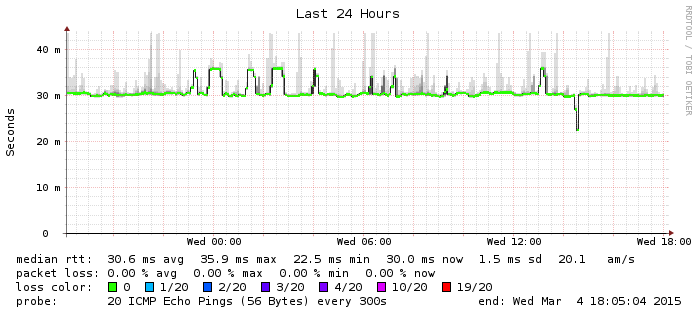 Last 24 Hours
RRDTOOL / TOBI OETIKER
Seconds
40 m
30 m
20 m
10 m
0
Wed 00:00 Wed 06:00 Wed 12:00 Wed 18:00
median rtt: 30.6 ms avg 35.9 ms max 22.5 ms min 30.0 ms now 1.5 ms sd 20.1 am/s
packet loss: 0.00 % avg 0.00 % max 0.00 % min 0.00 % now
loss color: 0 1/20 2/20 3/20 4/20 10/20 19/20
probe: 20 ICMP Echo Pings (56 Bytes) every 300s end: Wed Mar 4 18:05:04 2015